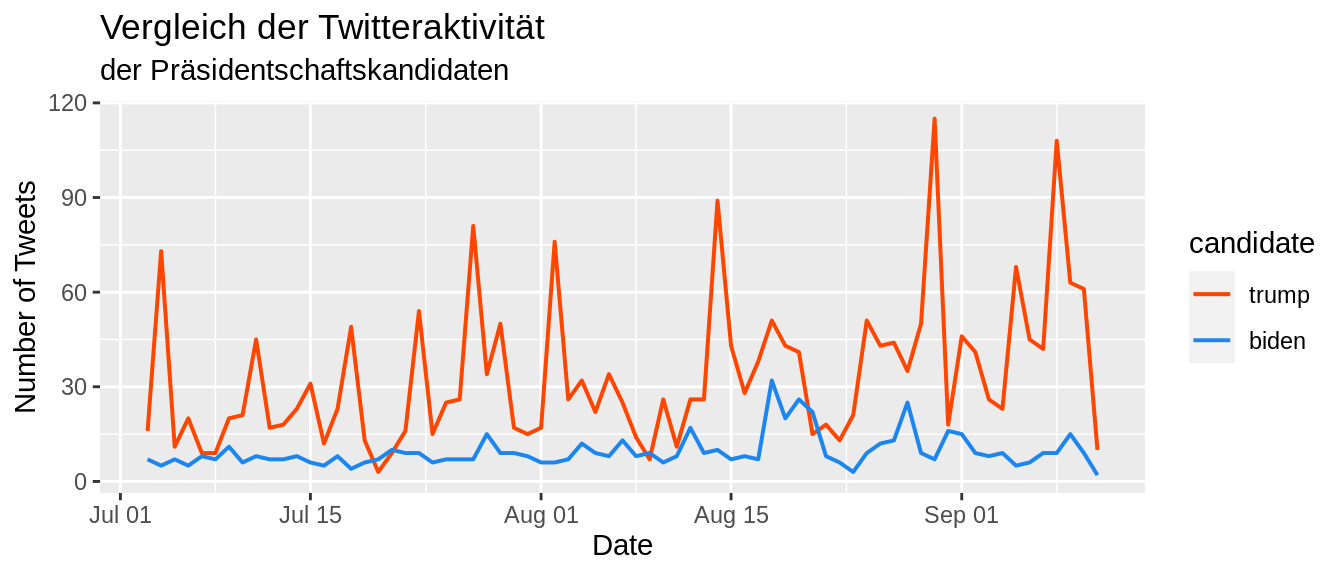 Vergleich der Twitteraktivität
der Präsidentschaftskandidaten
Number of Tweets
120
90
60
30
0
Jul 01
Jul 15
Aug 01
Aug 15
Sep 01
Date
candidate
trump
biden